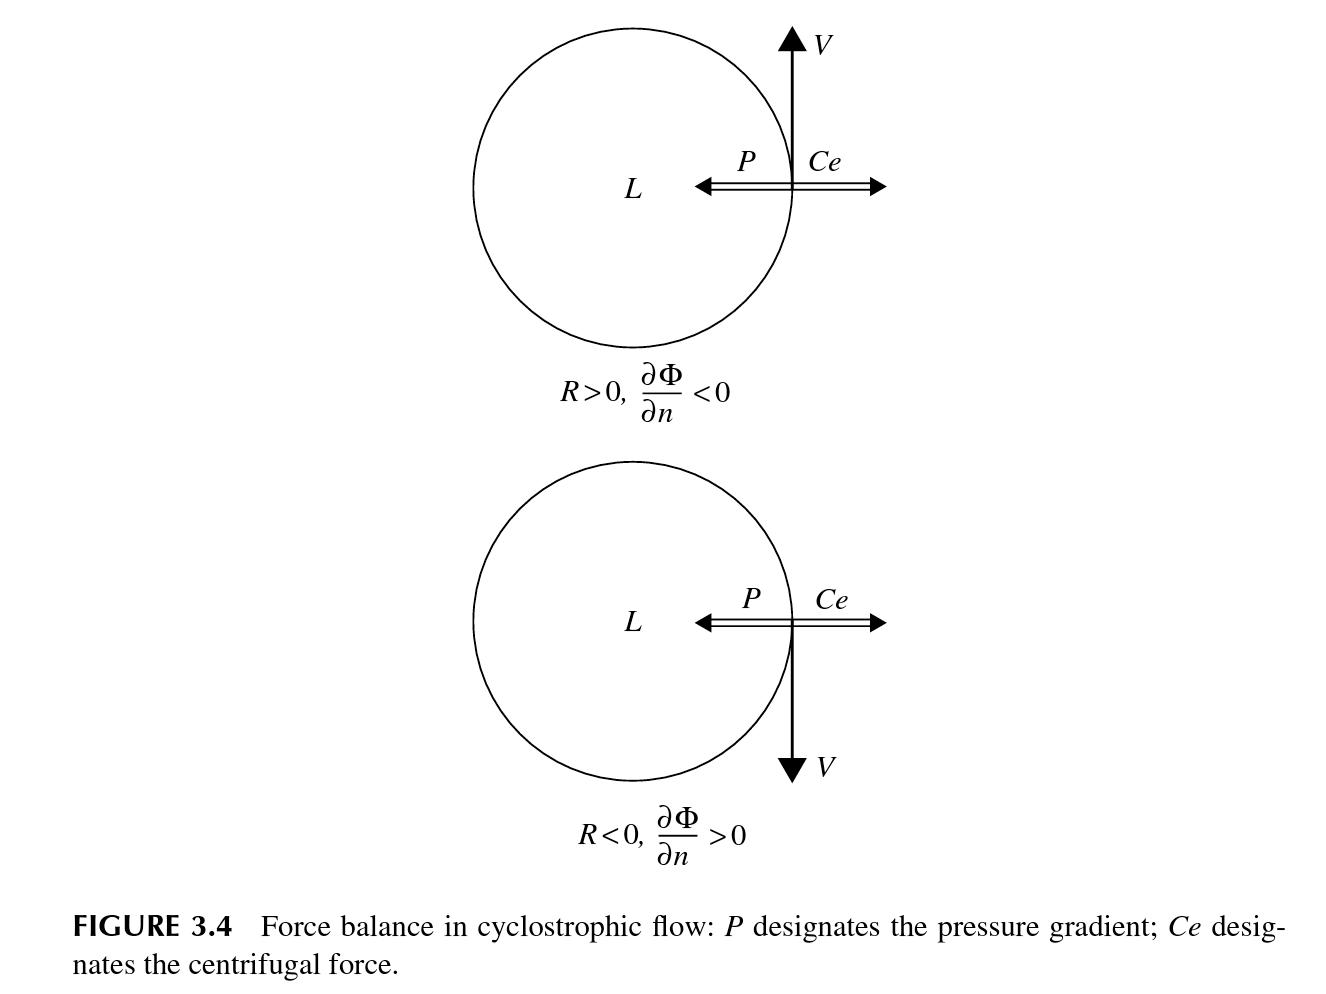 V
P Ce
L
R > 0, ∂Φ/∂n < 0
P Ce
L
V
R < 0, ∂Φ/∂n > 0
FIGURE 3.4 Force balance in cyclostrophic flow: P designates the pressure gradient; Ce desig-
nates the centrifugal force.